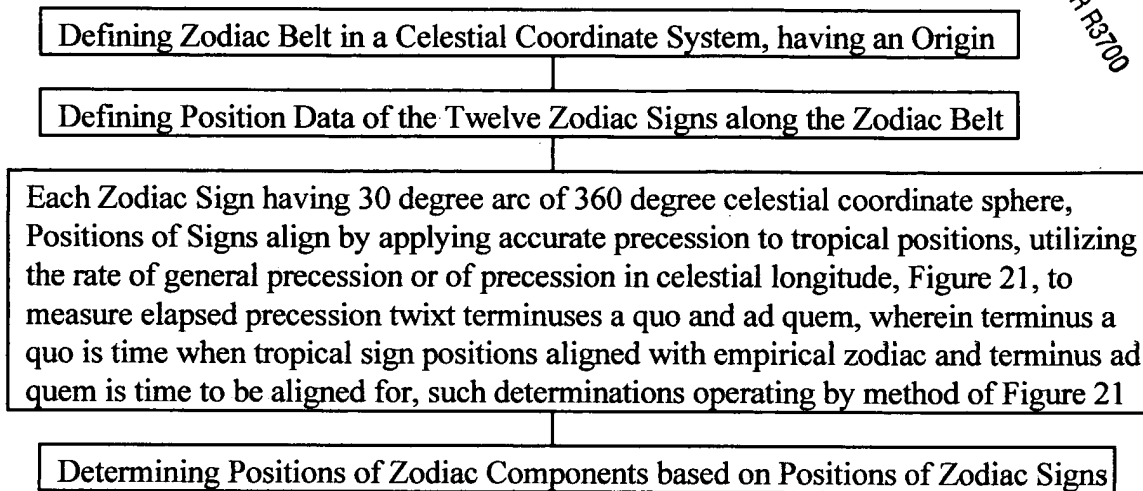 R R3700
Defining Zodiac Belt in a Celestial Coordinate System, having an Origin
Defining Position Data of the Twelve Zodiac Signs along the Zodiac Belt
Each Zodiac Sign having 30 degree arc of 360 degree celestial coordinate sphere,
Positions of Signs align by applying accurate precession to tropical positions, utilizing
the rate of general precession or of precession in celestial longitude, Figure 21, to
measure elapsed precession twixt terminuses a quo and ad quem, wherein terminus a
quo is time when tropical sign positions aligned with empirical zodiac and terminus ad
quem is time to be aligned for, such determinations operating by method of Figure 21
Determining Positions of Zodiac Components based on Positions of Zodiac Signs